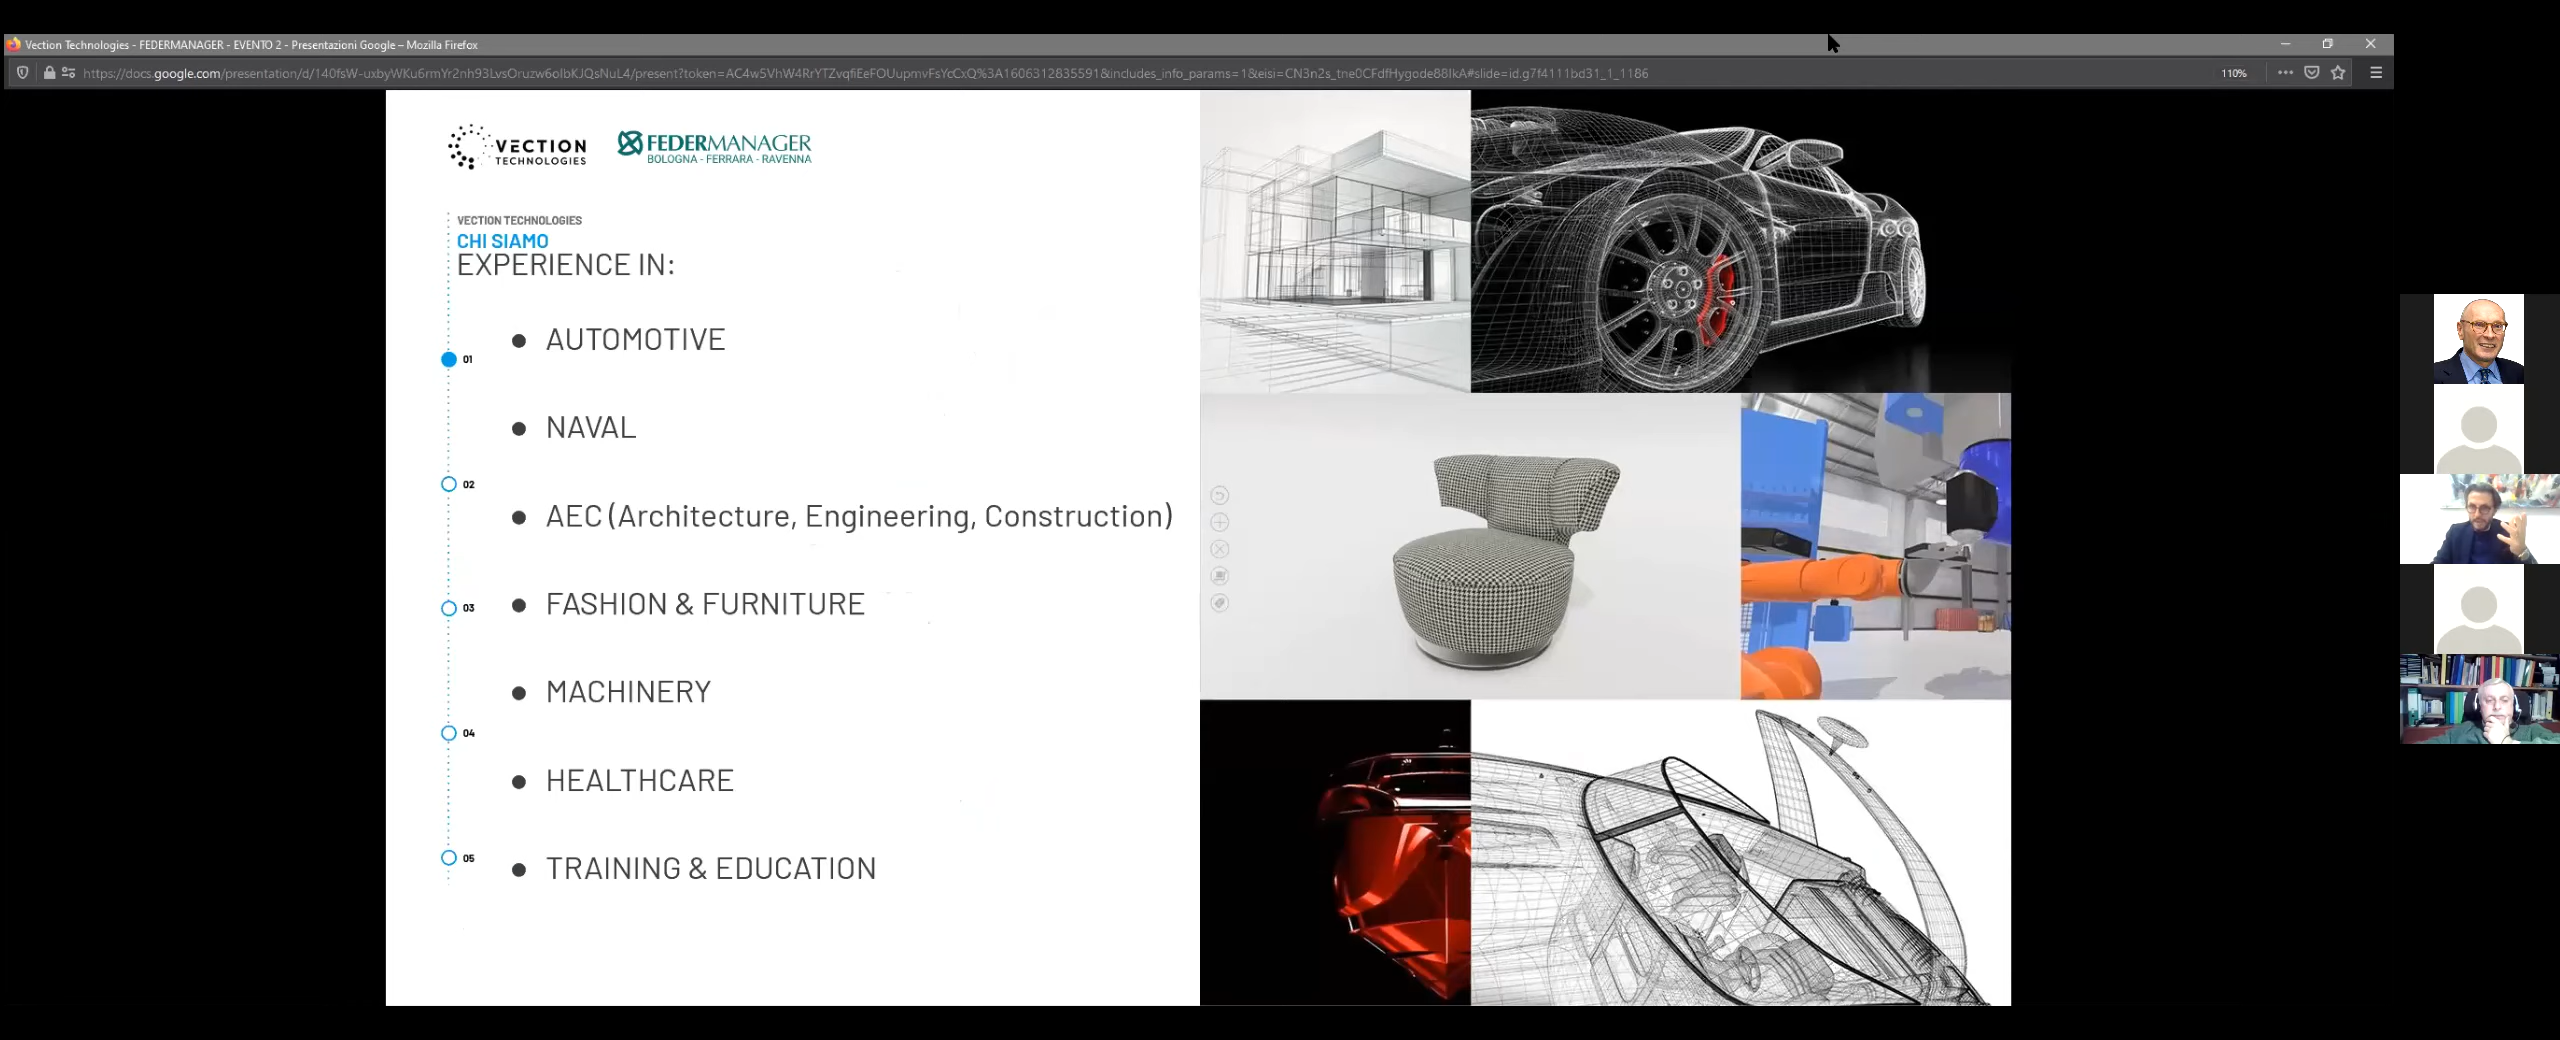 Vection Technologies - FEDERMANAGER - EVENTO 2 - Presentazioni Google – Mozilla Firefox
110%
VECTION
TECHNOLOGIES
FEDERMANAGER
BOLOGNA - FERRARA - RAVENNA
VECTION TECHNOLOGIES
CHI SIAMO
EXPERIENCE IN:
● AUTOMOTIVE
01
● NAVAL
02
● AEC (Architecture, Engineering, Construction)
03
● FASHION & FURNITURE
● MACHINERY
04
● HEALTHCARE
05
● TRAINING & EDUCATION